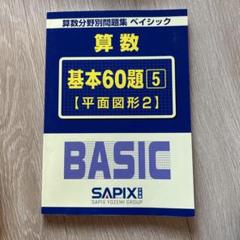 算数分野別問題集 ベイシック
算数
基本60題 5
【平面図形2】
BASIC
SAPIX
SAPIX YOZEMI GROUP